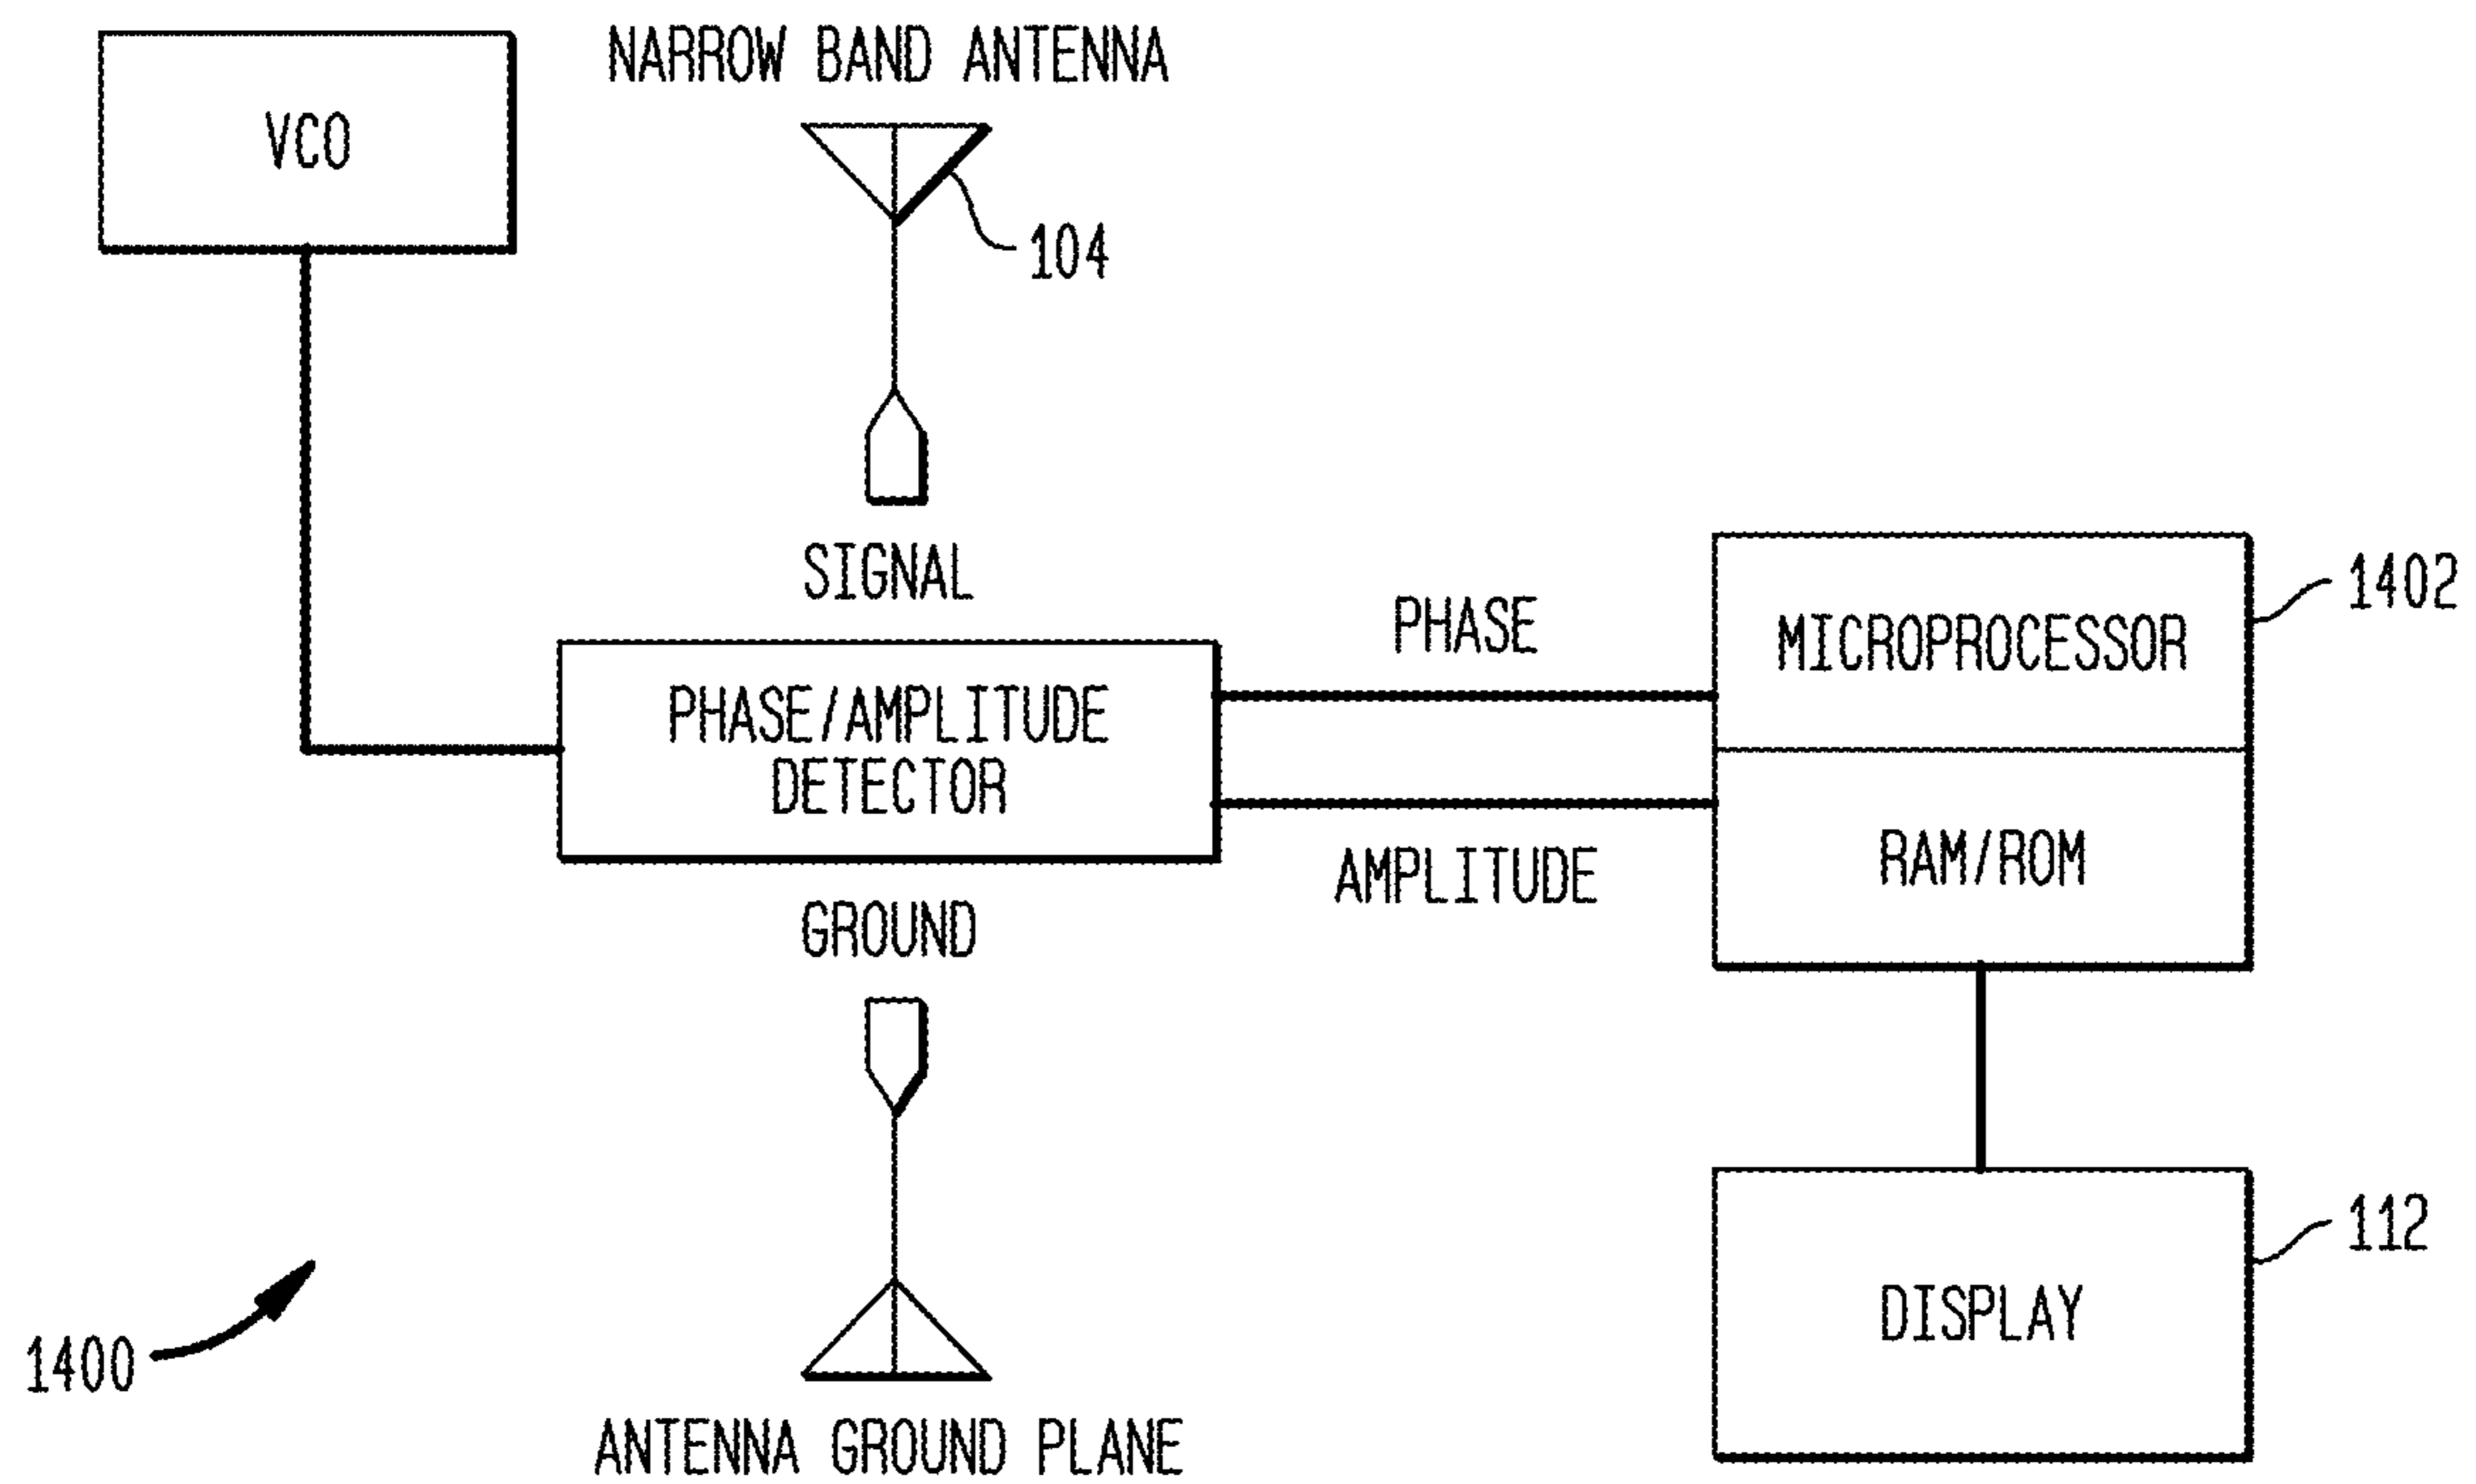 VCO
NARROW BAND ANTENNA
104
SIGNAL
PHASE/AMPLITUDE
DETECTOR
GROUND
ANTENNA GROUND PLANE
PHASE
AMPLITUDE
MICROPROCESSOR
1402
RAM/ROM
DISPLAY
112
1400